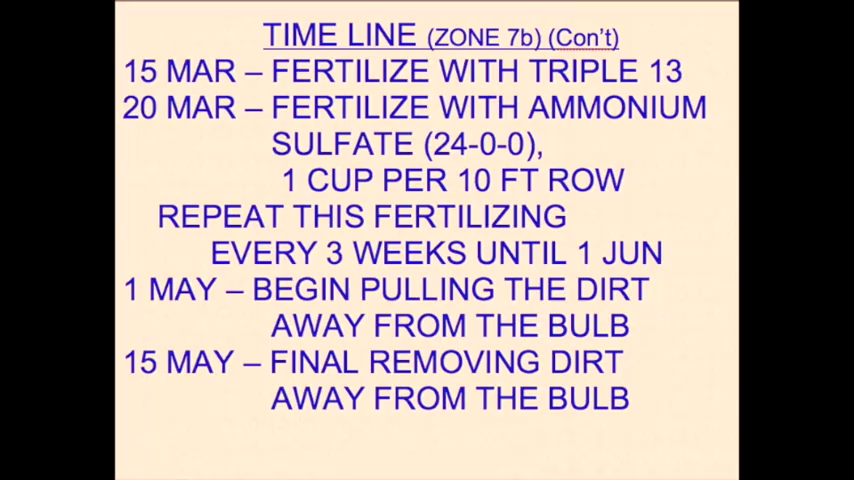 TIME LINE (ZONE 7b) (Con't)
15 MAR – FERTILIZE WITH TRIPLE 13
20 MAR – FERTILIZE WITH AMMONIUM
SULFATE (24-0-0),
1 CUP PER 10 FT ROW
REPEAT THIS FERTILIZING
EVERY 3 WEEKS UNTIL 1 JUN
1 MAY – BEGIN PULLING THE DIRT
AWAY FROM THE BULB
15 MAY – FINAL REMOVING DIRT
AWAY FROM THE BULB